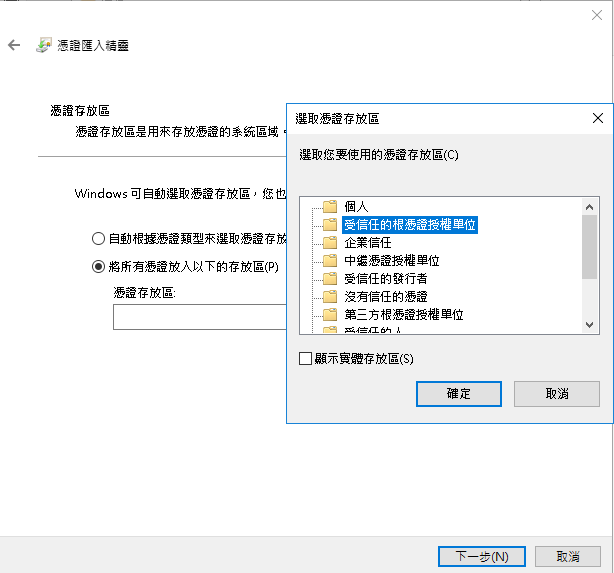 憑證匯入精靈
憑證存放區
憑證存放區是用來存放憑證的系統區域，
Windows 可自動選取憑證存放區，您也
自動根據憑證類型來選取憑證存放
將所有憑證放入以下的存放區(P)
憑證存放區:
選取憑證存放區
選取您要使用的憑證存放區(C)
個人
受信任的根憑證授權單位
企業信任
中繼憑證授權單位
受信任的發行者
沒有信任的憑證
第三方根憑證授權單位
受信任的人
顯示實體存放區(S)
確定
取消
下一步(N)
取消